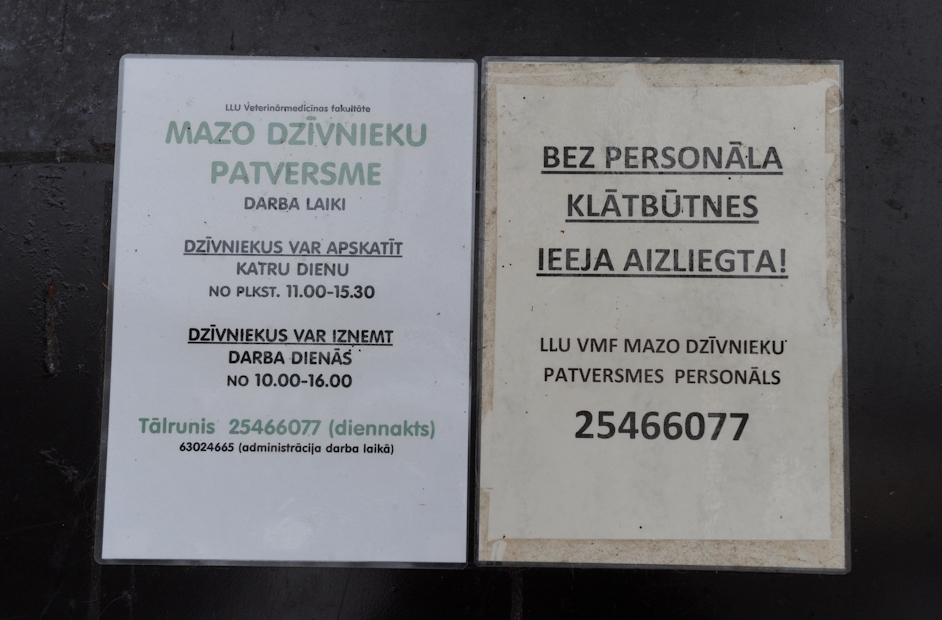 LLU Veterinārmedicīnas fakultāte
MAZO DZĪVNIEKU
PATVERSME
DARBA LAIKI
DZĪVNIEKUS VAR APSKATĪT
KATRU DIENU
NO PLKST. 11.00-15.30
DZĪVNIEKUS VAR IZŅEMT
DARBA DIENĀS
NO 10.00-16.00
Tālrunis 25466077 (diennakts)
63024665 (administrācija darba laikā)
BEZ PERSONĀLA
KLĀTBŪTNES
IEEJA AIZLIEGTA!
LLU VMF MAZO DZĪVNIEKU
PATVERSMES PERSONĀLS
25466077